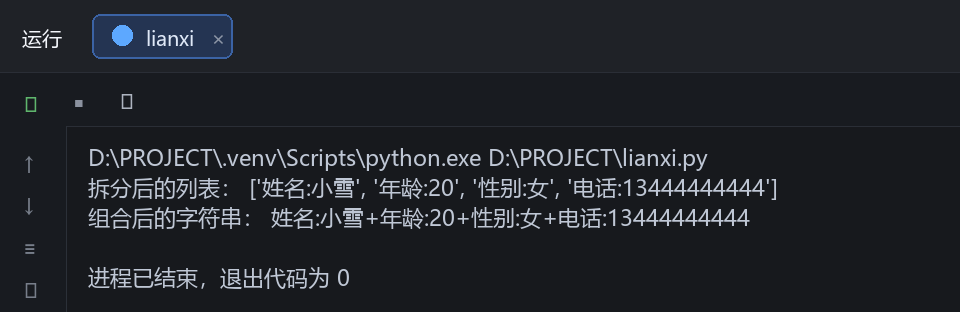 运行 lianxi ×
D:\PROJECT\.venv\Scripts\python.exe D:\PROJECT\lianxi.py
拆分后的列表： ['姓名:小雪', '年龄:20', '性别:女', '电话:13444444444']
组合后的字符串： 姓名:小雪+年龄:20+性别:女+电话:13444444444
进程已结束，退出代码为 0